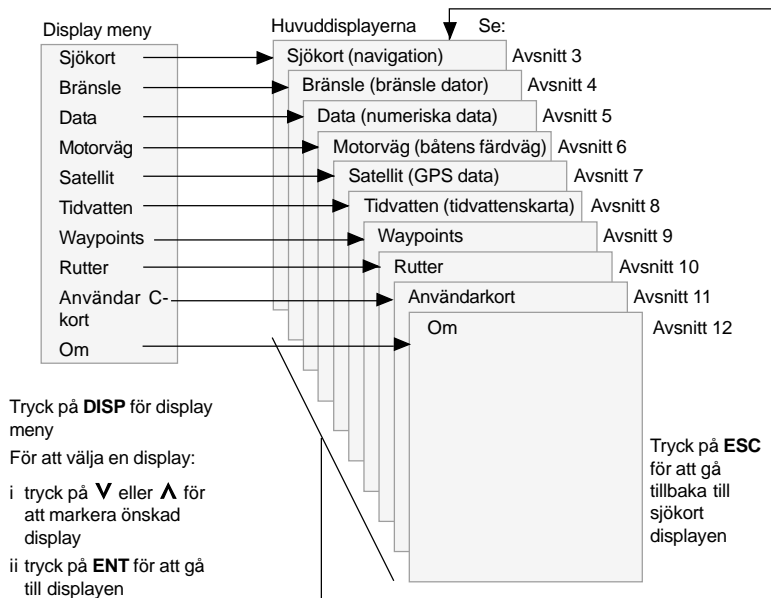 Display meny
Sjökort
Bränsle
Data
Motorväg
Satellit
Tidvatten
Waypoints
Rutter
Användar C-
kort
Om
Huvuddisplayerna Se:
Sjökort (navigation) Avsnitt 3
Bränsle (bränsle dator) Avsnitt 4
Data (numeriska data) Avsnitt 5
Motorväg (båtens färdväg) Avsnitt 6
Satellit (GPS data) Avsnitt 7
Tidvatten (tidvattenskarta) Avsnitt 8
Waypoints Avsnitt 9
Rutter Avsnitt 10
Användarkort Avsnitt 11
Om Avsnitt 12
Tryck på DISP för display
meny
För att välja en display:
i tryck på V eller Λ för
att markera önskad
display
ii tryck på ENT för att gå
till displayen
Tryck på ESC
för att gå
tillbaka till
sjökort
displayen